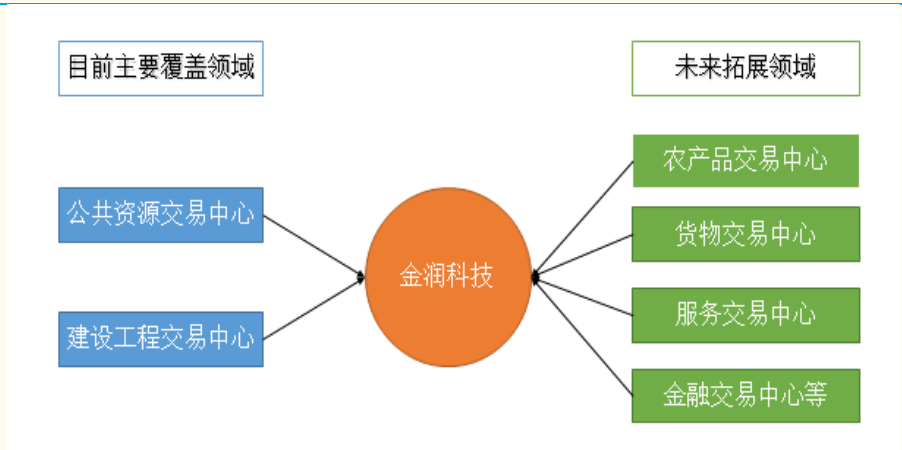 目前主要覆盖领域
未来拓展领域
公共资源交易中心
建设工程交易中心
金润科技
农产品交易中心
货物交易中心
服务交易中心
金融交易中心等